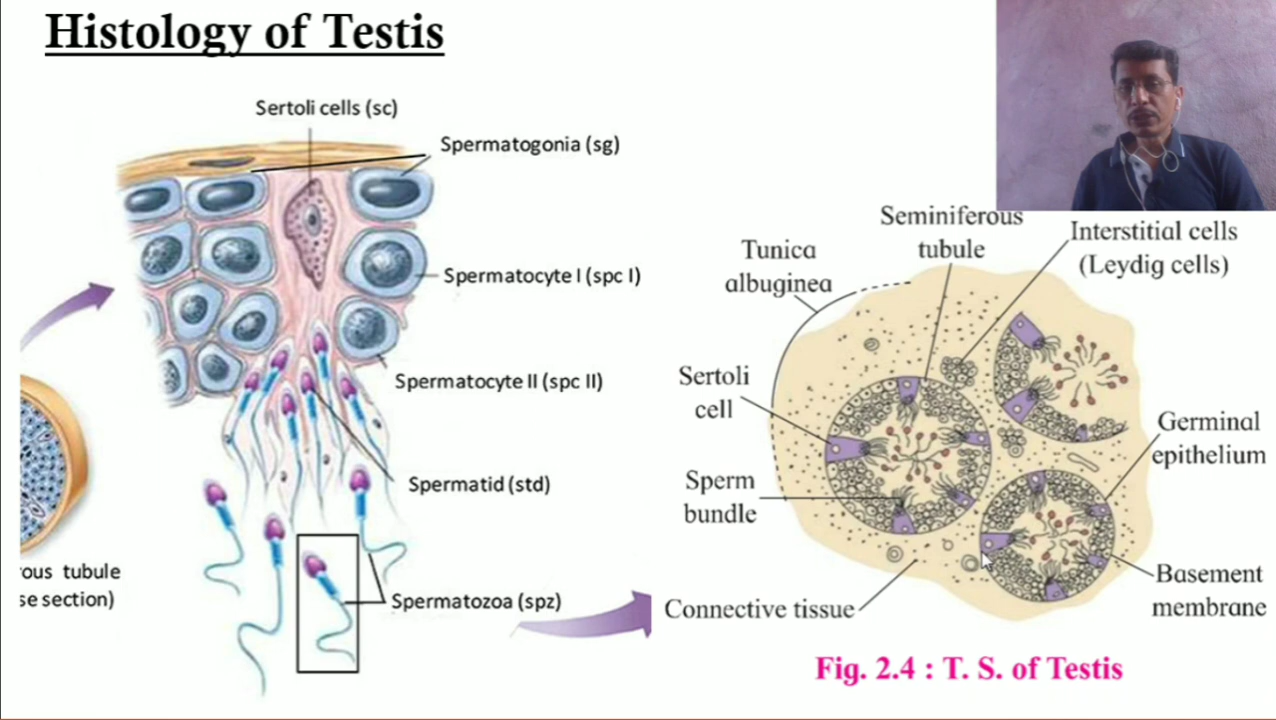 Histology of Testis
Sertoli cells (sc)
Spermatogonia (sg)
Spermatocyte I (spc I)
Spermatocyte II (spc II)
Spermatid (std)
Spermatozoa (spz)
ous tubule
se section)
Seminiferous
tubule
Interstitial cells
(Leydig cells)
Tunica
albuginea
Sertoli
cell
Sperm
bundle
Germinal
epithelium
Basement
membrane
Connective tissue
Fig. 2.4 : T. S. of Testis